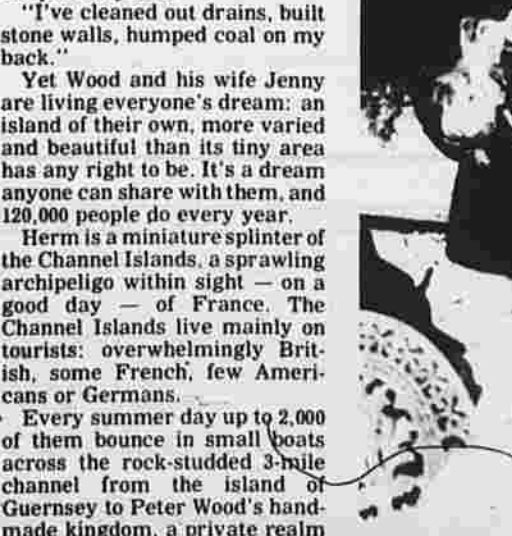 "I've cleaned out drains, built
stone walls, humped coal on my
back."
Yet Wood and his wife Jenny
are living everyone's dream: an
island of their own, more varied
and beautiful than its tiny area
has any right to be. It's a dream
anyone can share with them, and
120,000 people do every year.
Herm is a miniature splinter of
the Channel Islands, a sprawling
archipeligo within sight — on a
good day — of France. The
Channel Islands live mainly on
tourists: overwhelmingly Brit-
ish, some French, few Ameri-
cans or Germans.
Every summer day up to 2,000
of them bounce in small boats
across the rock-studded 3-mile
channel from the island of
Guernsey to Peter Wood's hand-
made kingdom, a private realm